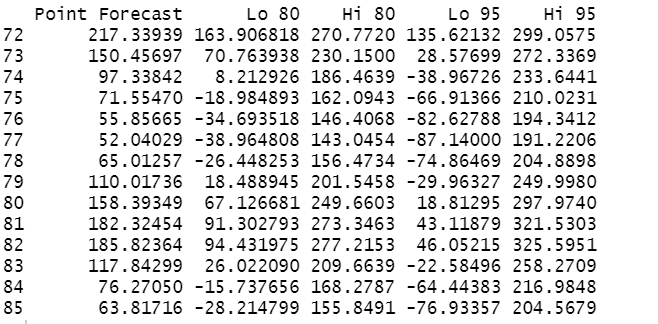 Point Forecast Lo 80 Hi 80 Lo 95 Hi 95
72 217.33939 163.906818 270.7720 135.62132 299.0575
73 150.45697 70.763938 230.1500 28.57699 272.3369
74 97.33842 8.212926 186.4639 -38.96726 233.6441
75 71.55470 -18.984893 162.0943 -66.91366 210.0231
76 55.85665 -34.693518 146.4068 -82.62788 194.3412
77 52.04029 -38.964808 143.0454 -87.14000 191.2206
78 65.01257 -26.448253 156.4734 -74.86469 204.8898
79 110.01736 18.488945 201.5458 -29.96327 249.9980
80 158.39349 67.126681 249.6603 18.81295 297.9740
81 182.32454 91.302793 273.3463 43.11879 321.5303
82 185.82364 94.431975 277.2153 46.05215 325.5951
83 117.84299 26.022090 209.6639 -22.58496 258.2709
84 76.27050 -15.737656 168.2787 -64.44383 216.9848
85 63.81716 -28.214799 155.8491 -76.93357 204.5679